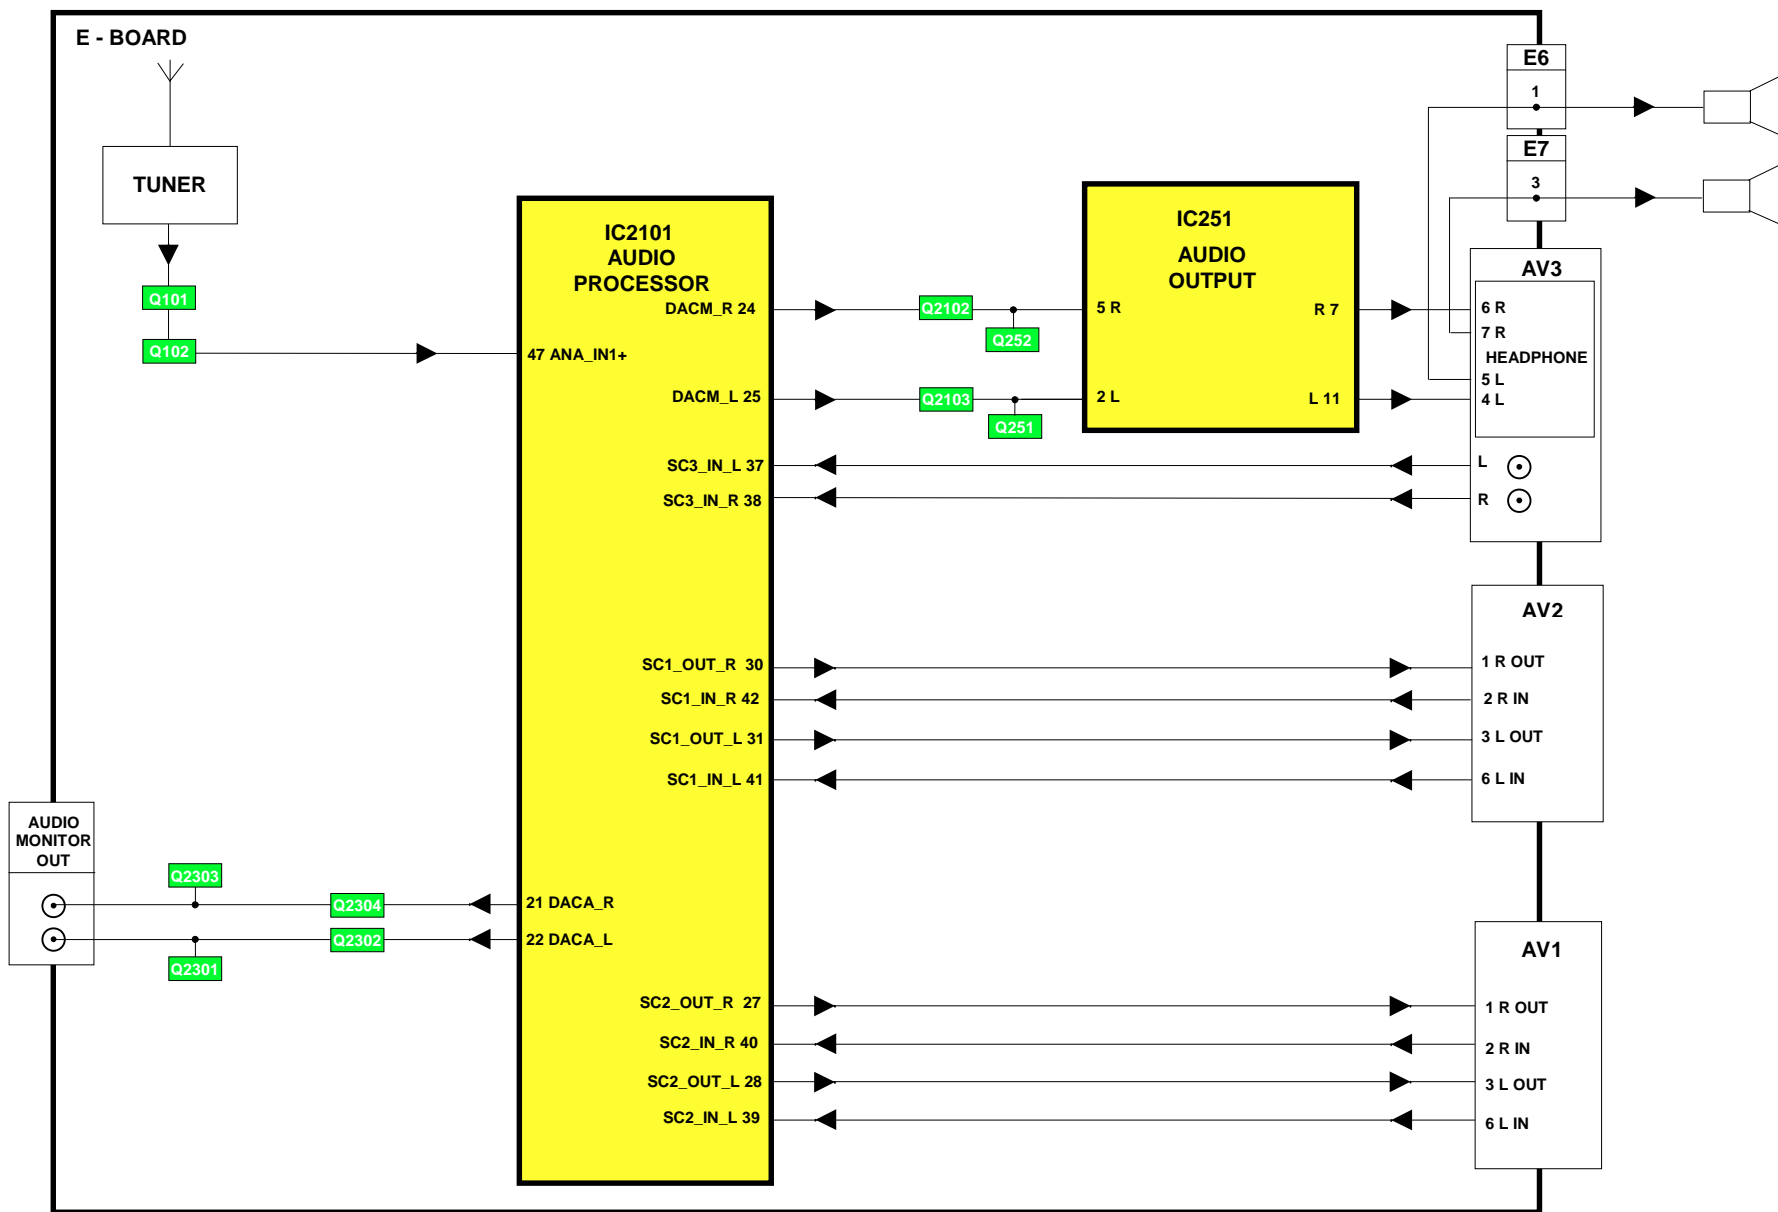 E - BOARD
TUNER
Q101
Q102
IC2101
AUDIO
PROCESSOR
47 ANA_IN1+
DACM_R 24
DACM_L 25
SC3_IN_L 37
SC3_IN_R 38
SC1_OUT_R 30
SC1_IN_R 42
SC1_OUT_L 31
SC1_IN_L 41
21 DACA_R
22 DACA_L
SC2_OUT_R 27
SC2_IN_R 40
SC2_OUT_L 28
SC2_IN_L 39
Q2102
Q252
Q2103
Q251
IC251
AUDIO
OUTPUT
5 R
R 7
2 L
L 11
E6
1
E7
3
AV3
6 R
7 R
HEADPHONE
5 L
4 L
L
R
AV2
1 R OUT
2 R IN
3 L OUT
6 L IN
AV1
1 R OUT
2 R IN
3 L OUT
6 L IN
AUDIO
MONITOR
OUT
Q2303
Q2304
Q2302
Q2301